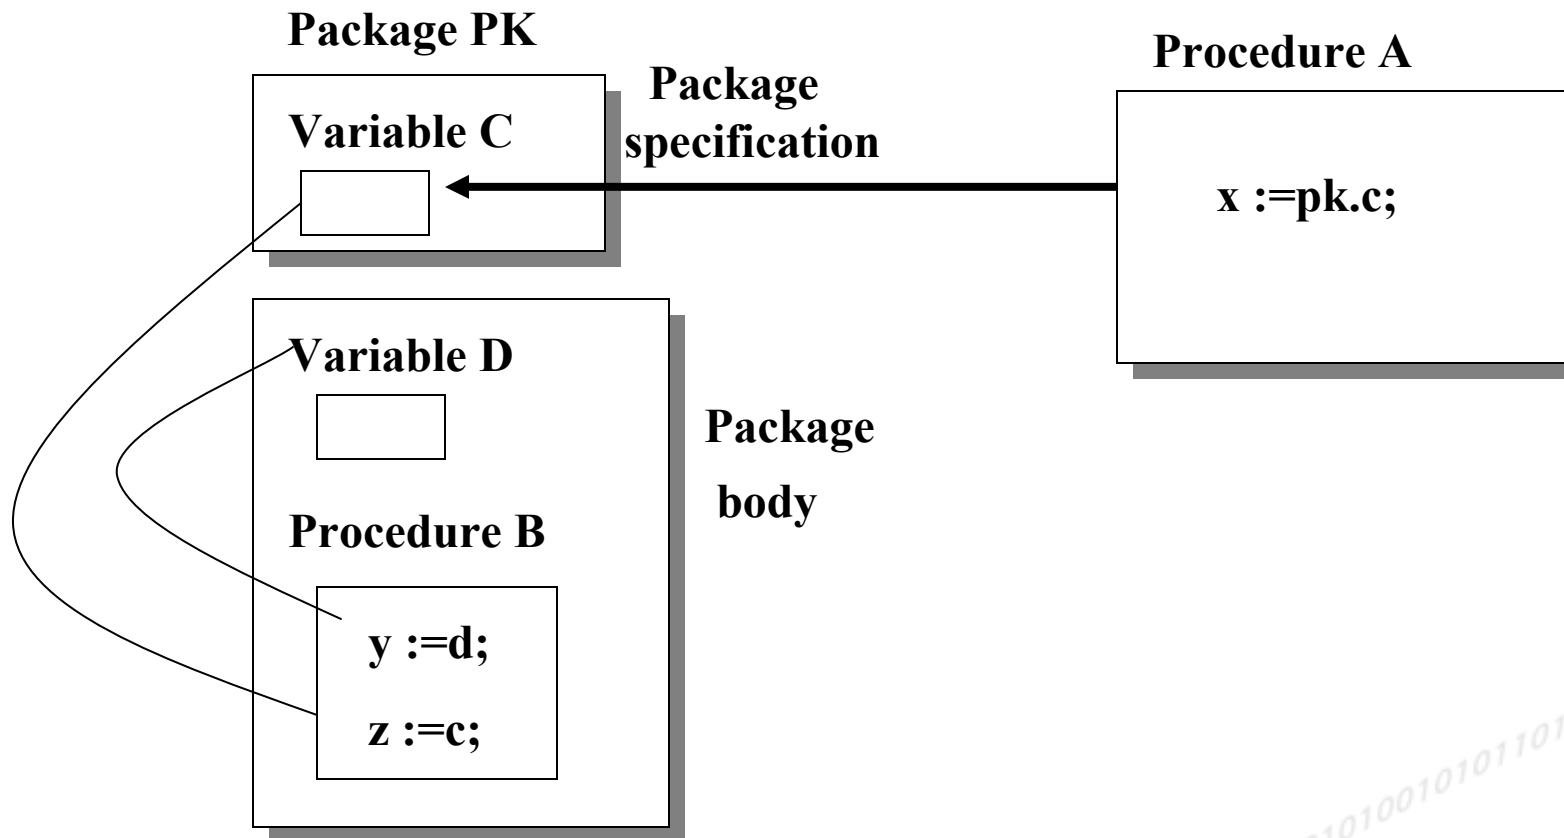 Package PK
Variable C
Package
specification
Procedure A
x :=pk.c;
Variable D
Package
body
Procedure B
y :=d;
z :=c;